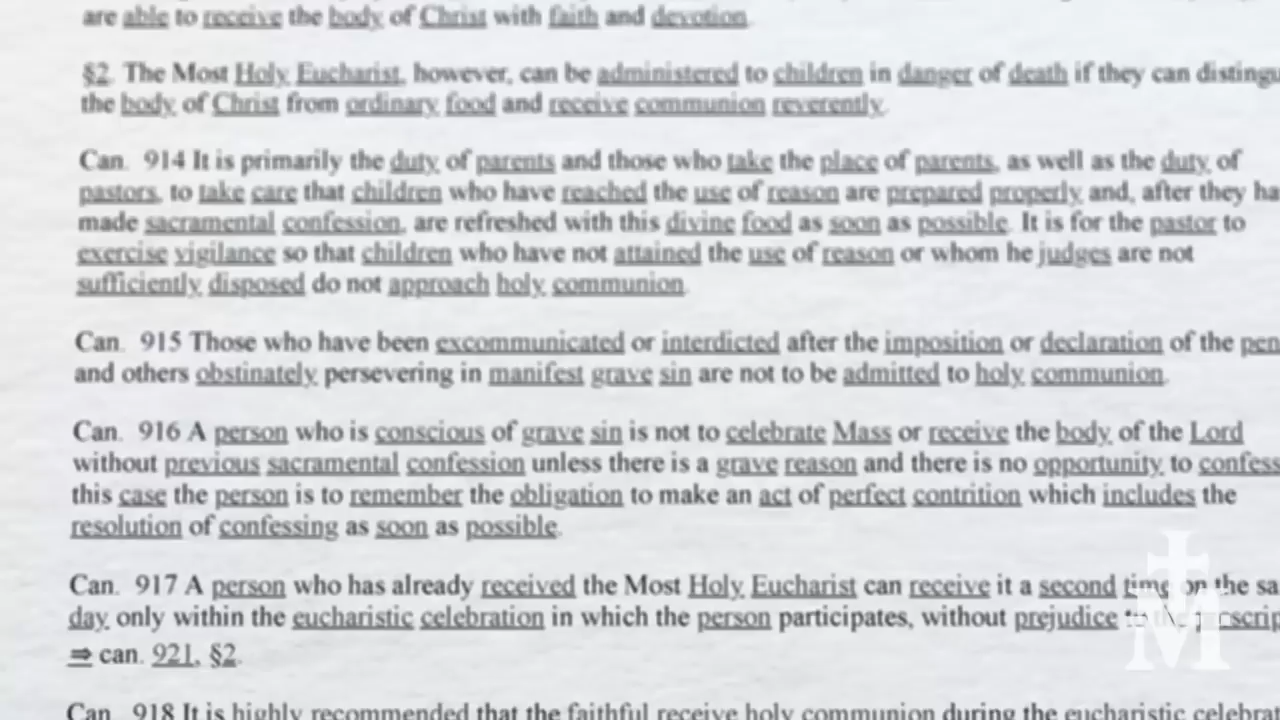 are able to receive the body of Christ with faith and devotion.
§2. The Most Holy Eucharist, however, can be administered to children in danger of death if they can distingu
the body of Christ from ordinary food and receive communion reverently.
Can. 914 It is primarily the duty of parents and those who take the place of parents, as well as the duty of
pastors, to take care that children who have reached the use of reason are prepared properly and, after they ha
made sacramental confession, are refreshed with this divine food as soon as possible. It is for the pastor to
exercise vigilance so that children who have not attained the use of reason or whom he judges are not
sufficiently disposed do not approach holy communion.
Can. 915 Those who have been excommunicated or interdicted after the imposition or declaration of the pen
and others obstinately persevering in manifest grave sin are not to be admitted to holy communion.
Can. 916 A person who is conscious of grave sin is not to celebrate Mass or receive the body of the Lord
without previous sacramental confession unless there is a grave reason and there is no opportunity to confess
this case the person is to remember the obligation to make an act of perfect contrition which includes the
resolution of confessing as soon as possible.
Can. 917 A person who has already received the Most Holy Eucharist can receive it a second time on the sa
day only within the eucharistic celebration in which the person participates, without prejudice to the prescrip
⇒ can. 921, §2.
Can. 918 It is highly recommended that the faithful receive holy communion during the eucharistic celebrat
M